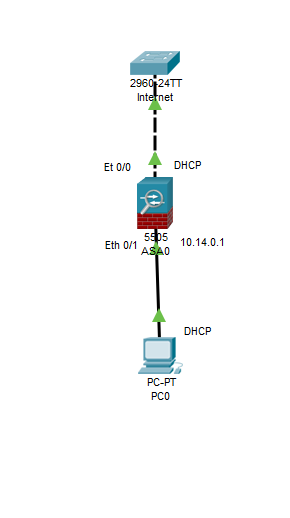 2960-24TT
Internet
Et 0/0
DHCP
5505
ASA0
Eth 0/1
10.14.0.1
DHCP
PC-PT
PC0